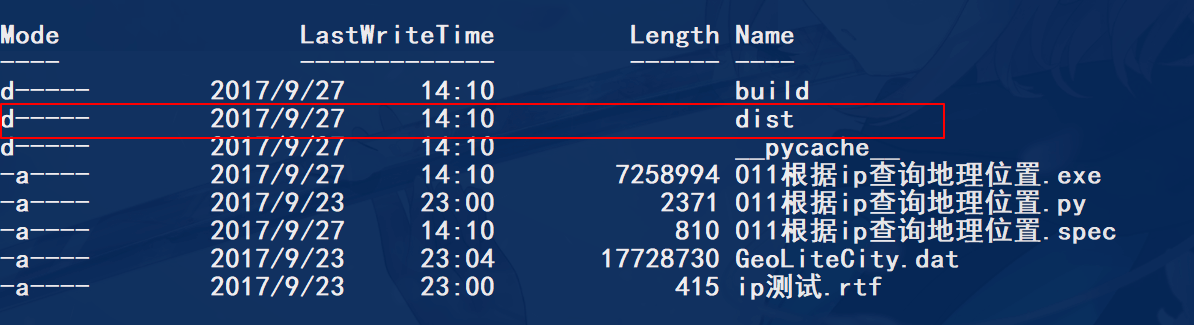 Mode LastWriteTime Length Name
---- ------------- ------ ----
d----- 2017/9/27 14:10 build
d----- 2017/9/27 14:10 dist
d----- 2017/9/27 14:10 __pycache__
-a---- 2017/9/27 14:10 7258994 011根据ip查询地理位置.exe
-a---- 2017/9/23 23:00 2371 011根据ip查询地理位置.py
-a---- 2017/9/27 14:10 810 011根据ip查询地理位置.spec
-a---- 2017/9/23 23:04 17728730 GeoLiteCity.dat
-a---- 2017/9/23 23:00 415 ip测试.rtf